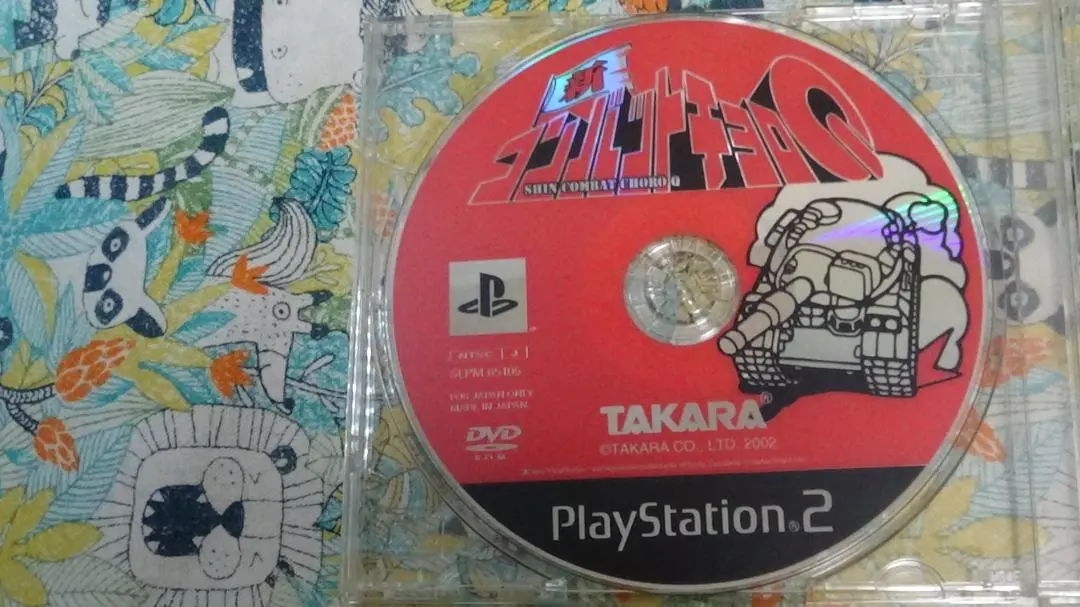 新
コンバットチョロQ
SHIN COMBAT CHORO Q
NTSC J
SLPM 65105
FOR JAPAN ONLY
MADE IN JAPAN
DVD
TAKARA®
©TAKARA CO., LTD. 2002
PlayStation®2